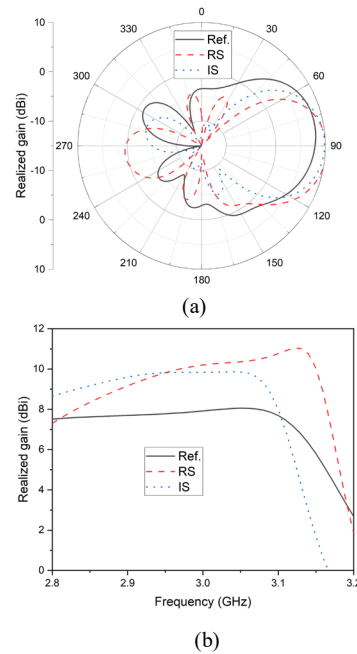 (a)
0
330
30
300
60
270
90
240
120
210
150
180
Realized gain (dBi)
10
0
-10
-10
0
10
Ref.
RS
IS
(a)
12
10
8
6
4
2
0
Realized gain (dBi)
Ref.
RS
IS
2.8
2.9
3.0
3.1
3.2
Frequency (GHz)
(b)
(b)